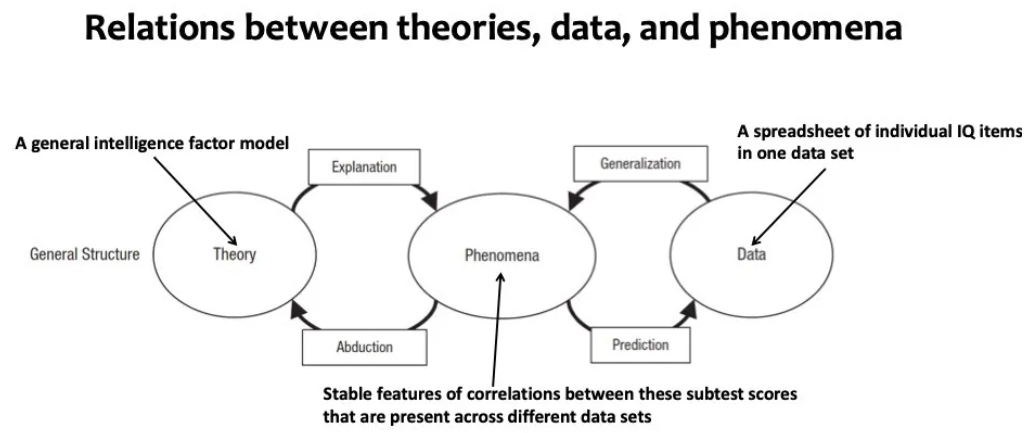 Relations between theories, data, and phenomena
A general intelligence factor model
A spreadsheet of individual IQ items
in one data set
Explanation
Generalization
General Structure
Theory
Phenomena
Data
Abduction
Prediction
Stable features of correlations between these subtest scores
that are present across different data sets